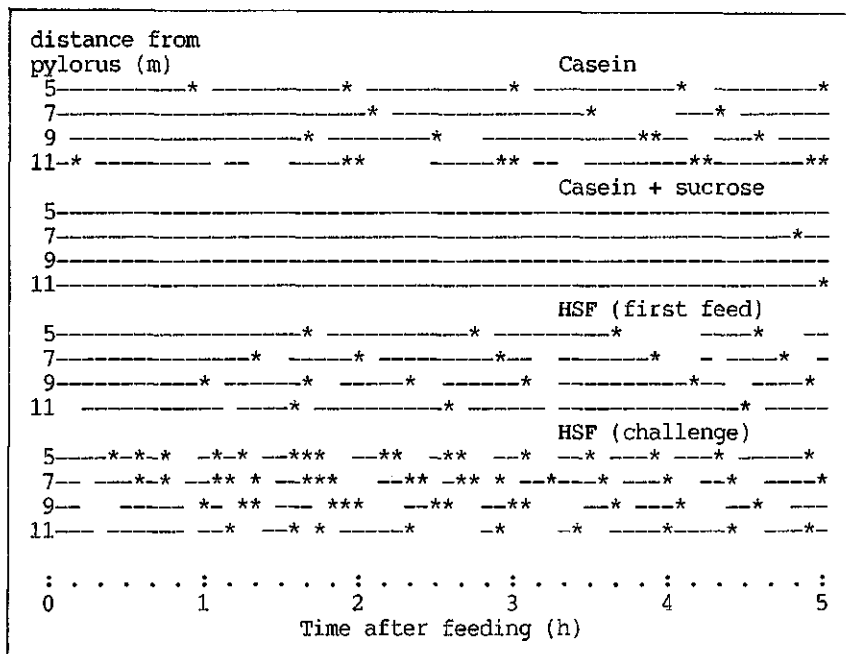 distance from
pylorus (m) Casein
5-----------------* ----------------* -------------------* ------------------* -------------*
7----------------------------------------* ------------------------* ---------------* --------
9 ------------------------------* ---------------* -------------------** ------* -----
11-* ---------------- --- --------** ---------** --- -------------** -----------**
Casein + sucrose
5----------------------------------------------------------------------------------------------------
7-----------------------------------------------------------------------------------------------*---
9----------------------------------------------------------------------------------------------------
11--------------------------------------------------------------------------------------------------*
HSF (first feed)
5--------------------------------* ------------------* ---------------* -------* ---
7-------------------------* -----------* ---------------*--- ------------* -- -------* --
9------------------* ----------* ---------* -------------* -----------------*---- -------*
11 --------------------- -------* -----------------* ---------- -----------------------* -------
HSF (challenge)
5 -----*-*-* ----*-*- ---*** ---** --** ----* -----* ----* -----* -----*
7--- ----*-* ---**-* ---*** ----** -**--* --*--* -----* ----* ----* --------*
9--- ------*- -** ------*** ------** ---** --------* -----* ------*
11----- ---------* ---* * -------* -----* --* --------* -----* -----*--
0 1 2 3 4 5
Time after feeding (h)